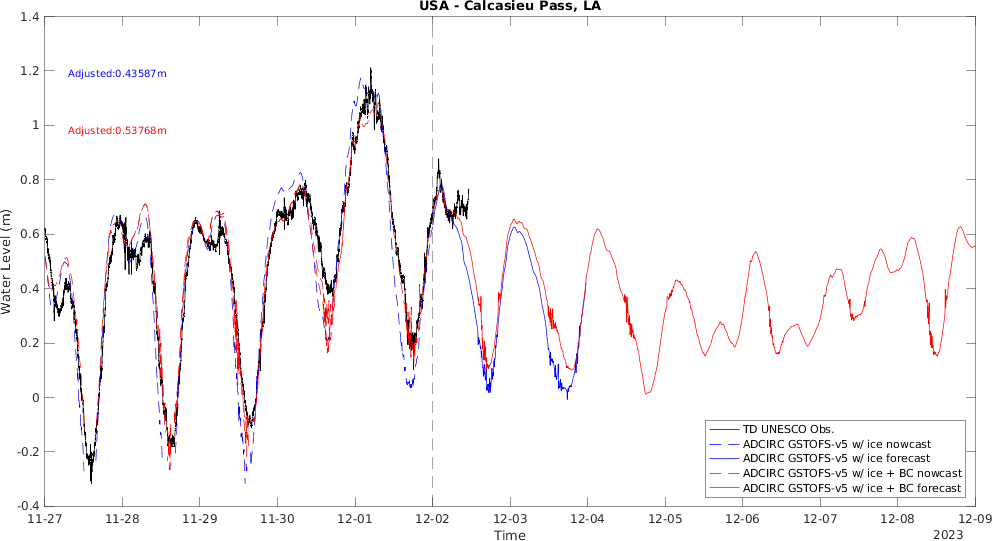 USA - Calcasieu Pass, LA
1.4
1.2
1
0.8
0.6
0.4
0.2
0
-0.2
-0.4
Water Level (m)
Adjusted:0.43587m
Adjusted:0.53768m
TD UNESCO Obs.
ADCIRC GSTOFS-v5 w/ ice nowcast
ADCIRC GSTOFS-v5 w/ ice forecast
ADCIRC GSTOFS-v5 w/ ice + BC nowcast
ADCIRC GSTOFS-v5 w/ ice + BC forecast
11-27 11-28 11-29 11-30 12-01 12-02 12-03 12-04 12-05 12-06 12-07 12-08 12-09
Time
2023